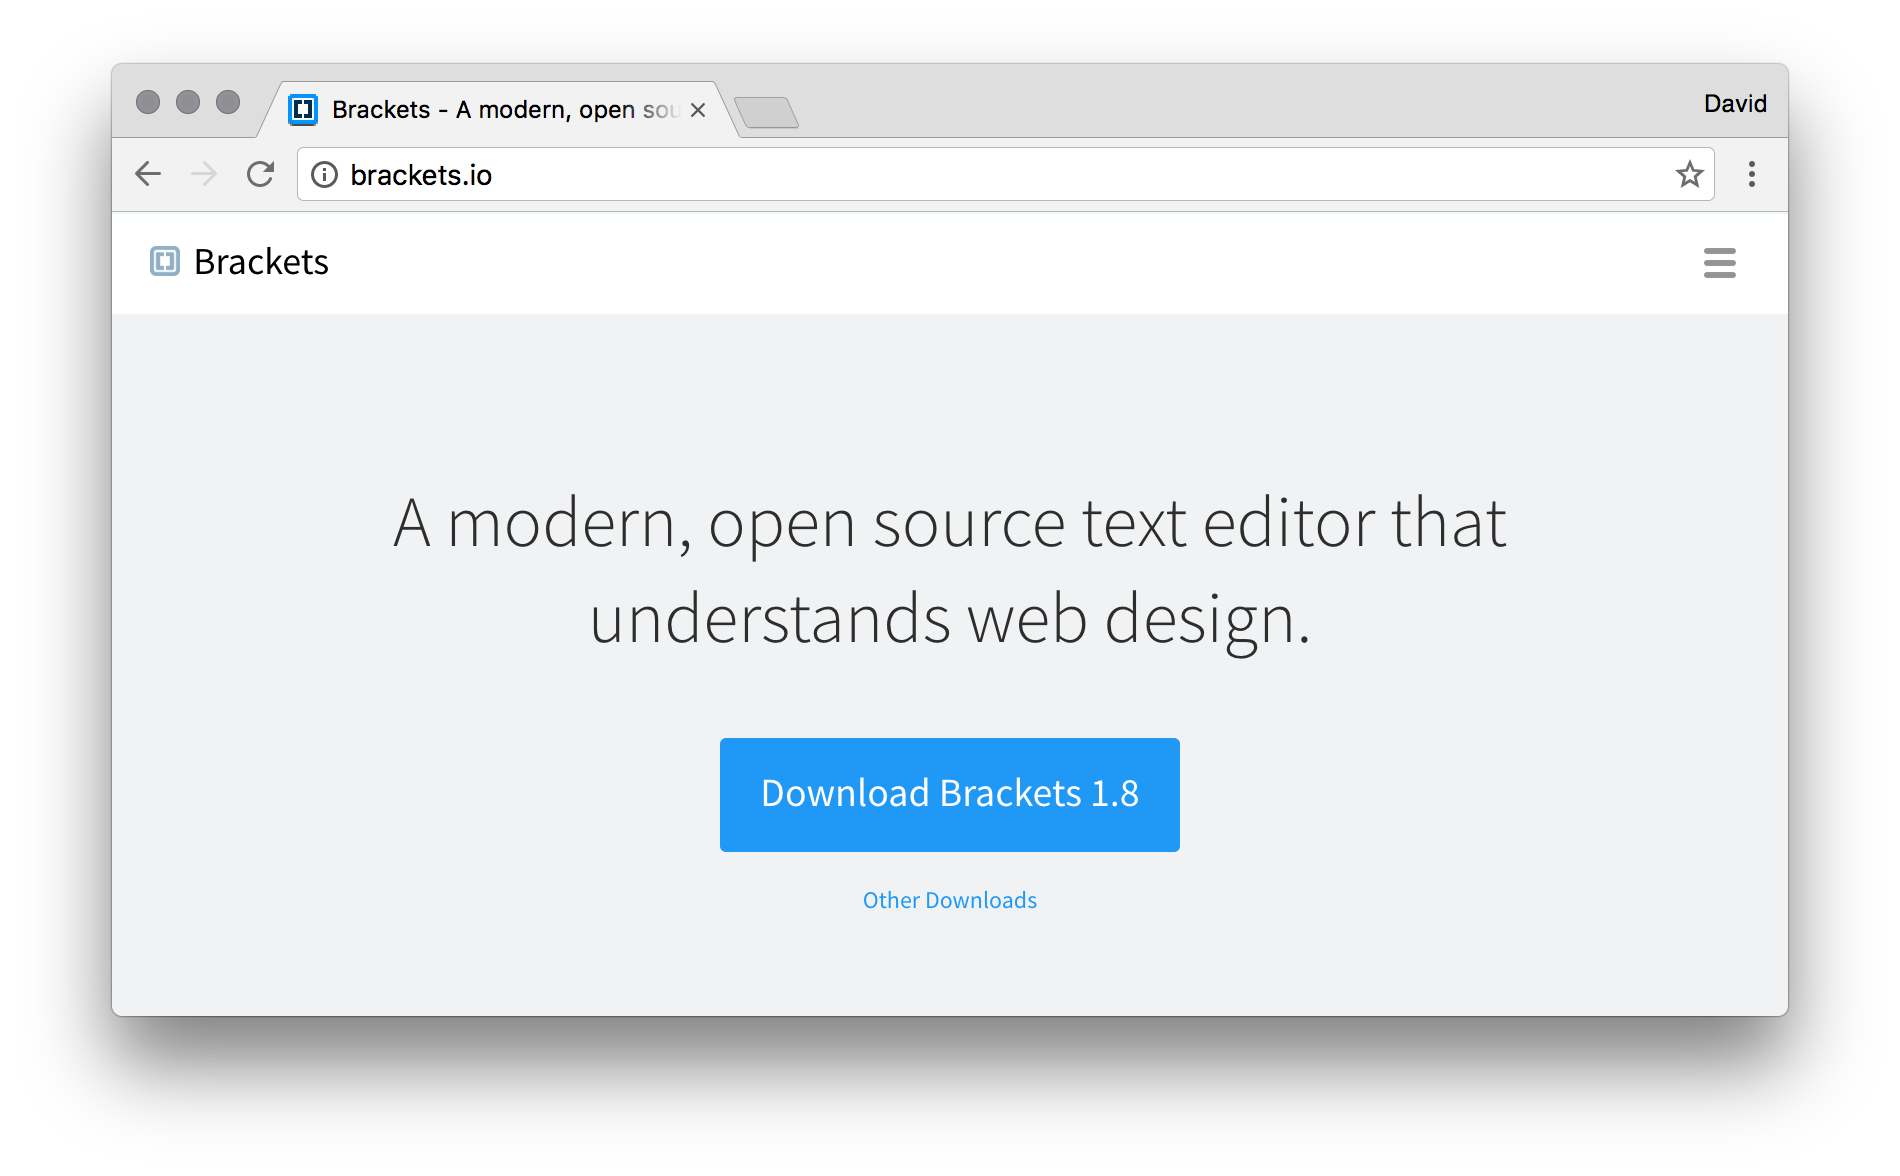 Brackets - A modern, open sou
David
brackets.io
Brackets
A modern, open source text editor that
understands web design.
Download Brackets 1.8
Other Downloads